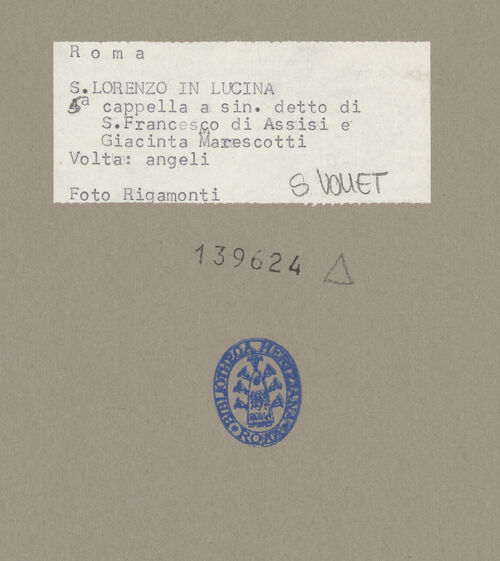 Roma
S.LORENZO IN LUCINA
5a cappella a sin. detto di
S.Francesco di Assisi e
Giacinta Marescotti
Volta: angeli
Foto Rigamonti
S VOUET
139624
BIBLIOTHECA HERTZIANA
ROMA